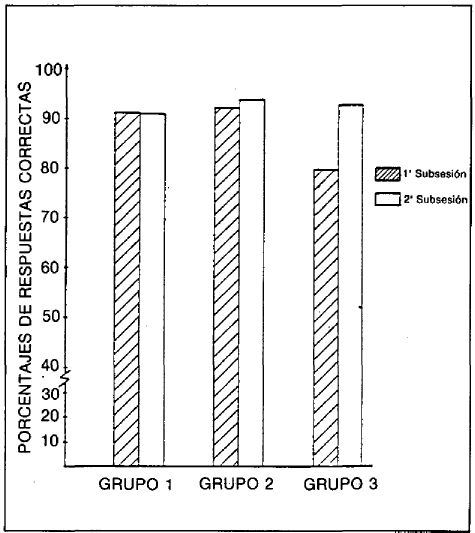 PORCENTAJES DE RESPUESTAS CORRECTAS
100
90
80
70
60
50
40
30
20
10
GRUPO 1 GRUPO 2 GRUPO 3
1ª Subsesión
2ª Subsesión